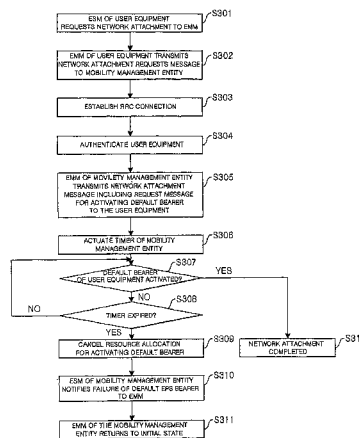 ESM OF USER EQUIPMENT
REQUESTS NETWORK ATTACHMENT TO EMM
S301
EMM OF USER EQUIPMENT TRANSMITS
NETWORK ATTACHMENT REQUESTS MESSAGE
TO MOBILITY MANAGEMENT ENTITY
S302
ESTABLISH RRC CONNECTION
S303
AUTHENTICATE USER EQUIPMENT
S304
EMM OF MOVILETY MANAGEMENT ENTITY
TRANSMITS NETWORK ATTACHMENT
MESSAGE INCLUDING REQUEST MESSAGE
FOR ACTIVATING DEFAULT BEARER
TO THE USER EQUIPMENT
S305
ACTUATE TIMER OF MOBILITY
MANAGEMENT ENTITY
S306
DEFAULT BEARER
OF USER EQUIPMENT ACTIVATED?
S307
YES
NO
TIMER EXPIRED?
S308
NO
YES
CANCEL RESOURCE ALLOCATION
FOR ACTIVATING DEFAULT BEARER
S309
NETWORK ATTACHMENT
COMPLETED
S31
ESM OF MOBILITY MANAGEMENT ENTITY
NOTIFIES FAILURE OF DEFAULT EPS BEARER
TO EMM
S310
EMM OF THE MOBILITY MANAGEMENT
ENTITY RETURNS TO INITIAL STATE
S311